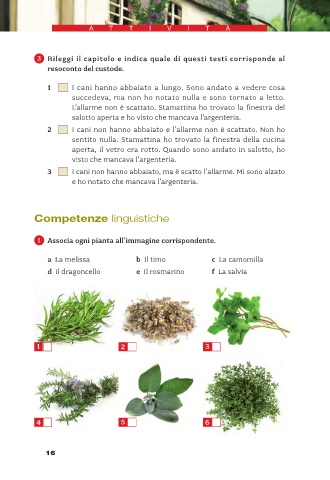 ATTIVITÀ
3 Rileggi il capitolo e indica quale di questi testi corrisponde al
resoconto del custode.
1 I cani hanno abbaiato a lungo. Sono andato a vedere cosa
succedeva, ma non ho notato nulla e sono tornato a letto.
L'allarme non è scattato. Stamattina ho trovato la finestra del
salotto aperta e ho visto che mancava l'argenteria.
2 I cani non hanno abbaiato e l'allarme non è scattato. Non ho
sentito nulla. Stamattina ho trovato la finestra della cucina
aperta, il vetro era rotto. Quando sono andato in salotto, ho
visto che mancava l'argenteria.
3 I cani non hanno abbaiato, ma è scatto l'allarme. Mi sono alzato
e ho notato che mancava l'argenteria.
Competenze linguistiche
1 Associa ogni pianta all'immagine corrispondente.
a La melissa b Il timo c La camomilla
d Il dragoncello e Il rosmarino f La salvia
1 2 3
4 5 6
16